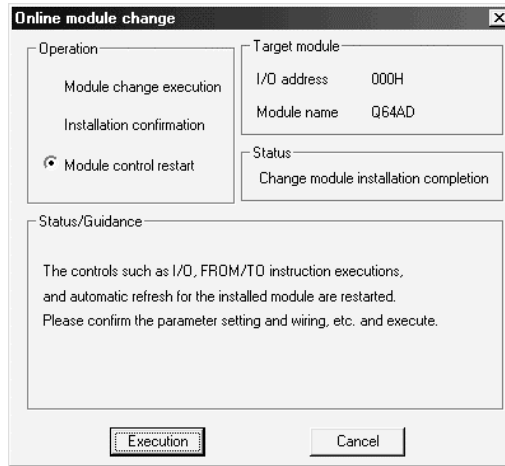 Online module change
Operation
Module change execution
Installation confirmation
Module control restart
Target module
I/O address 000H
Module name Q64AD
Status
Change module installation completion
Status/Guidance
The controls such as I/O, FROM/TO instruction executions,
and automatic refresh for the installed module are restarted.
Please confirm the parameter setting and wiring, etc. and execute.
Execution
Cancel